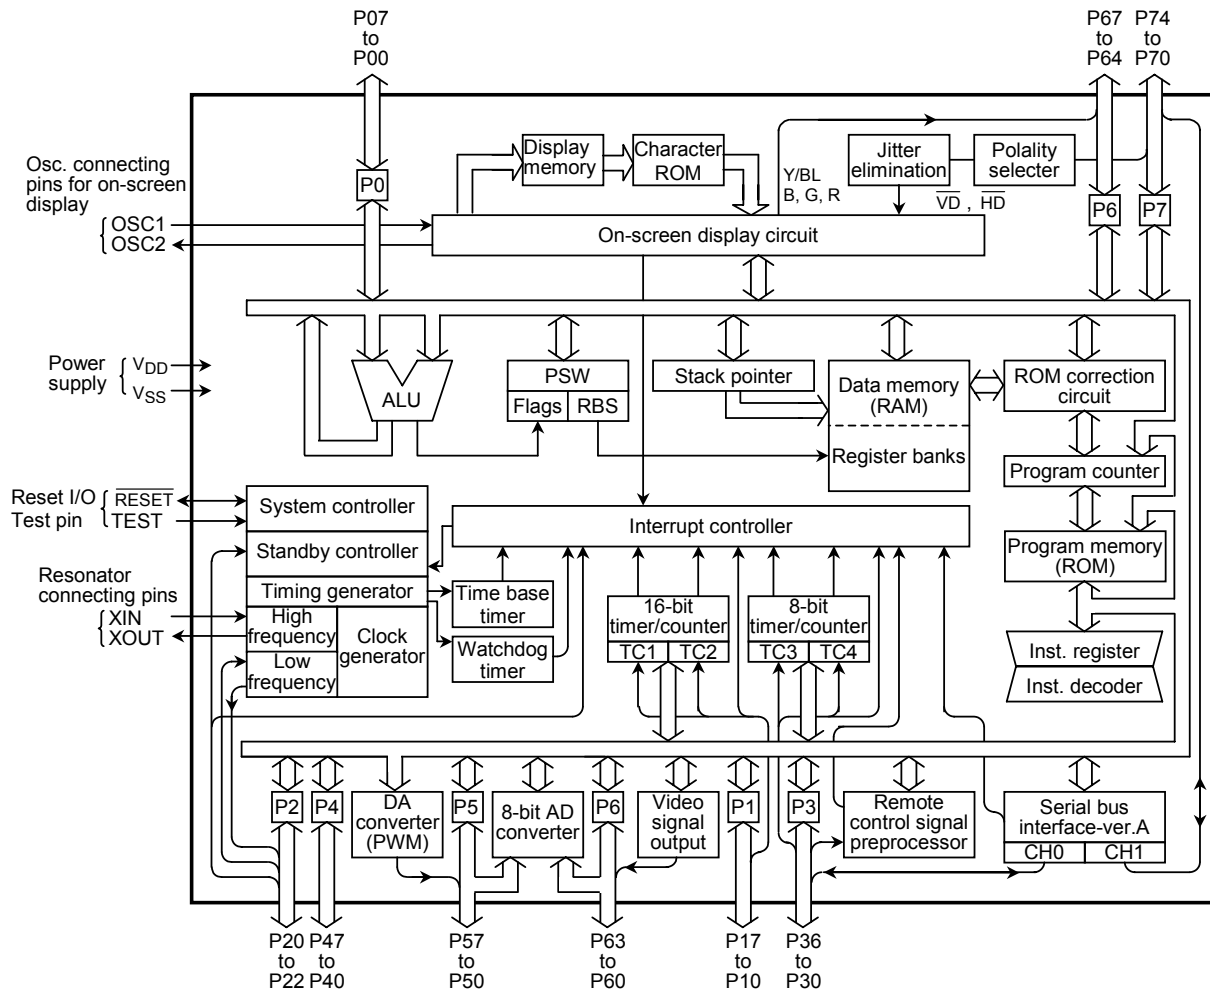 P07
to
P00
P67
to
P64
P74
to
P70
Osc. connecting
pins for on-screen
display
OSC1
OSC2
P0
Display
memory
Character
ROM
Y/BL
B, G, R
Jitter
elimination
Polality
selecter
VD , HD
P6
P7
On-screen display circuit
Power
supply
VDD
VSS
ALU
PSW
Flags
RBS
Stack pointer
Data memory
(RAM)
Register banks
ROM correction
circuit
Program counter
Program memory
(ROM)
Inst. register
Inst. decoder
Reset I/O
RESET
Test pin
TEST
Resonator
connecting pins
XIN
XOUT
System controller
Standby controller
Timing generator
High
frequency
Low
frequency
Clock
generator
Interrupt controller
Time base
timer
Watchdog
timer
16-bit
timer/counter
TC1
TC2
8-bit
timer/counter
TC3
TC4
P2
P4
DA
converter
(PWM)
P5
8-bit AD
converter
P6
Video
signal
output
P1
P3
Remote
control signal
preprocessor
Serial bus
interface-ver.A
CH0
CH1
P20
to
P22
P47
to
P40
P57
to
P50
P63
to
P60
P17
to
P10
P36
to
P30